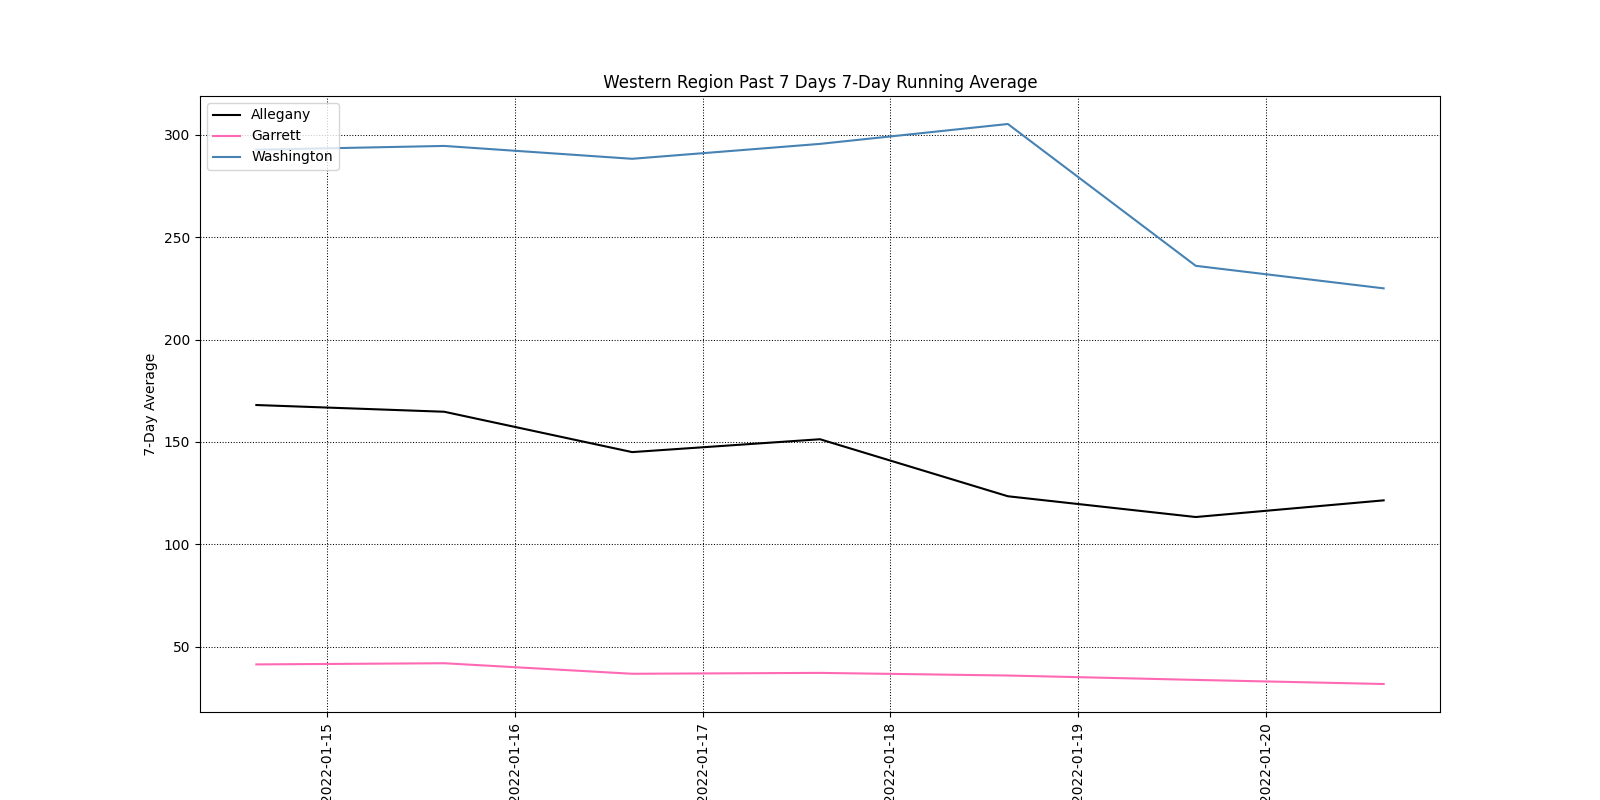 Western Region Past 7 Days 7-Day Running Average
Allegany
Garrett
Washington
300
250
200
150
100
50
7-Day Average
2022-01-15
2022-01-16
2022-01-17
2022-01-18
2022-01-19
2022-01-20